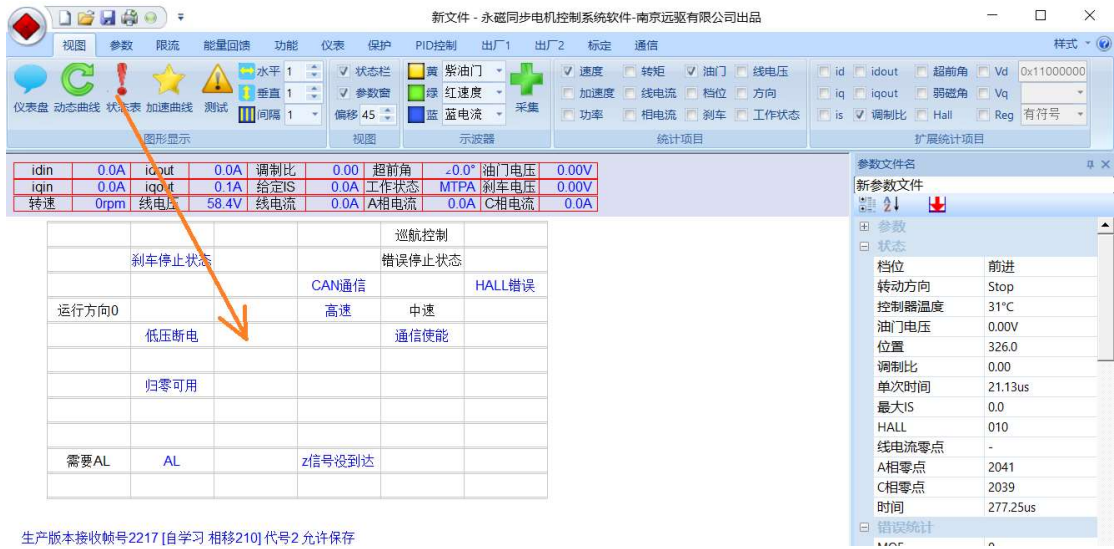 新文件 - 永磁同步电机控制系统软件-南京远驱有限公司出品
视图 参数 限流 能量回馈 功能 仪表 保护 PID控制 出厂1 出厂2 标定 通信 样式
水平 1 状态栏 黄 紫油门 速度 转矩 油门 线电压 id idout 超前角 Vd 0x11000000
仪表盘 动态曲线 状态表 加速曲线 测试 垂直 1 参数窗 绿 红速度 采集 加速度 线电流 档位 方向 iq iqout 弱磁角 Vq
间隔 1 偏移 45 蓝 蓝电流 功率 相电流 刹车 工作状态 is 调制比 Hall Reg 有符号
图形显示 视图 示波器 统计项目 扩展统计项目
idin 0.0A idout 0.0A 调制比 0.00 超前角 ∠0.0° 油门电压 0.00V
iqin 0.0A iqout 0.1A 给定IS 0.0A 工作状态 MTPA 刹车电压 0.00V
转速 0rpm 线电压 58.4V 线电流 0.0A A相电流 0.0A C相电流 0.0A
巡航控制
刹车停止状态 错误停止状态
CAN通信 HALL错误
运行方向0 高速 中速
低压断电 通信使能
归零可用
需要AL AL z信号没到达
生产版本接收帧号2217 [自学习 相移210] 代号2 允许保存
参数文件名
新参数文件
参数
状态
档位 前进
转动方向 Stop
控制器温度 31°C
油门电压 0.00V
位置 326.0
调制比 0.00
单次时间 21.13us
最大IS 0.0
HALL 010
线电流零点 -
A相零点 2041
C相零点 2039
时间 277.25us
错误统计